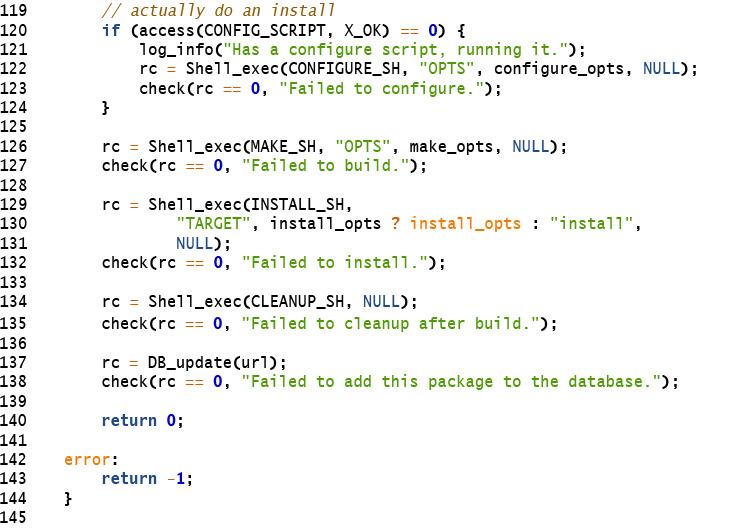 119        // actually do an install
120        if (access(CONFIG_SCRIPT, X_OK) == 0) {
121            log_info("Has a configure script, running it.");
122            rc = Shell_exec(CONFIGURE_SH, "OPTS", configure_opts, NULL);
123            check(rc == 0, "Failed to configure.");
124        }
125
126        rc = Shell_exec(MAKE_SH, "OPTS", make_opts, NULL);
127        check(rc == 0, "Failed to build.");
128
129        rc = Shell_exec(INSTALL_SH,
130                "TARGET", install_opts ? install_opts : "install",
131                NULL);
132        check(rc == 0, "Failed to install.");
133
134        rc = Shell_exec(CLEANUP_SH, NULL);
135        check(rc == 0, "Failed to cleanup after build.");
136
137        rc = DB_update(url);
138        check(rc == 0, "Failed to add this package to the database.");
139
140        return 0;
141
142    error:
143        return -1;
144    }
145